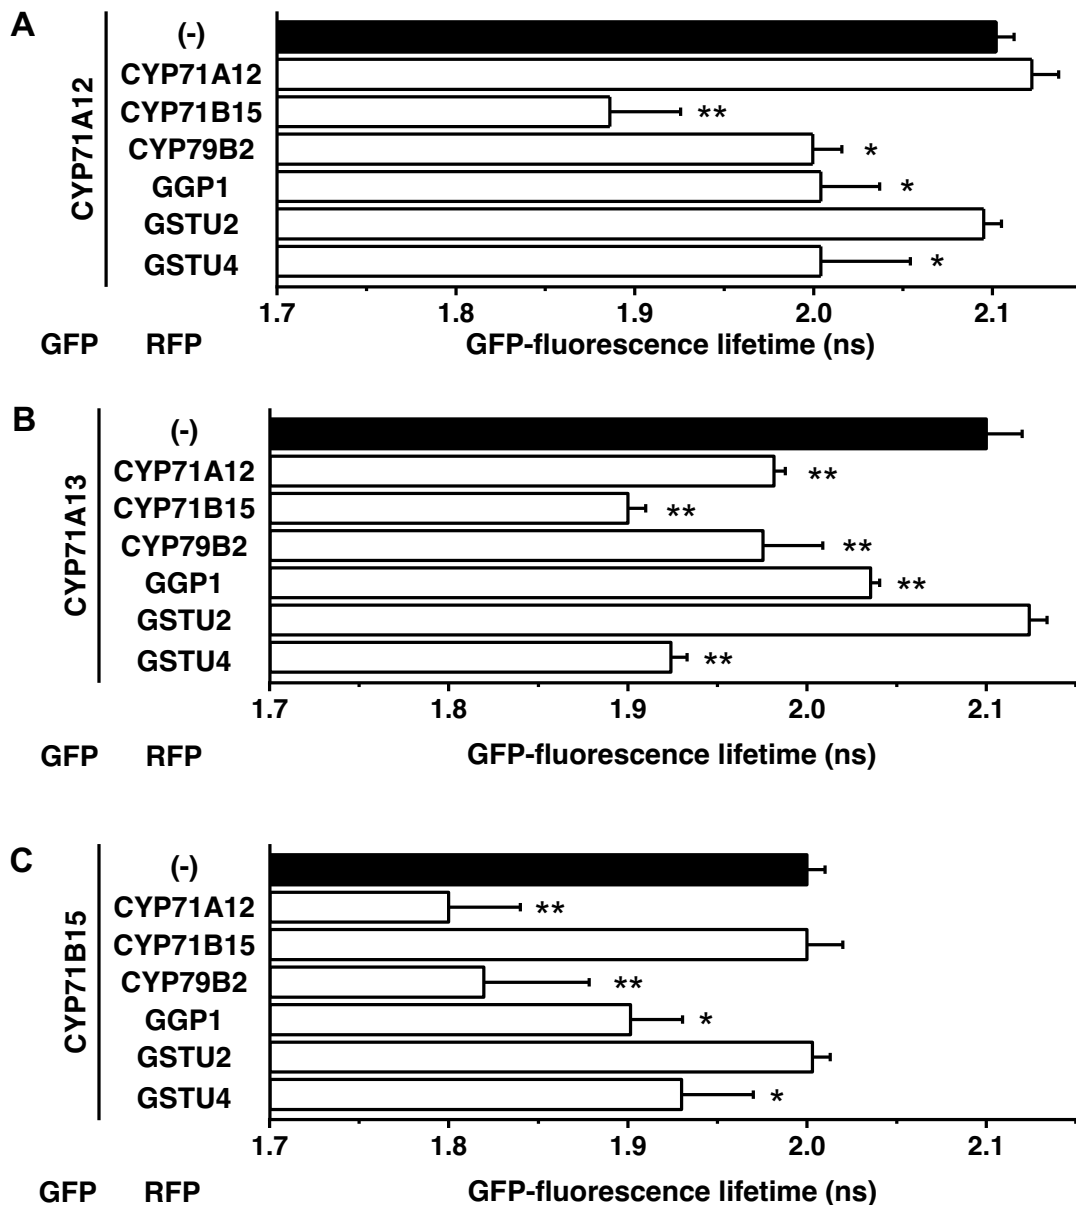 A
(-)
CYP71A12
CYP71A12
CYP71B15
**
CYP79B2
*
GGP1
*
GSTU2
GSTU4
*
1.7 1.8 1.9 2.0 2.1
GFP RFP GFP-fluorescence lifetime (ns)
B
(-)
CYP71A13
CYP71A12
**
CYP71B15
**
CYP79B2
**
GGP1
**
GSTU2
GSTU4
**
1.7 1.8 1.9 2.0 2.1
GFP RFP GFP-fluorescence lifetime (ns)
C
(-)
CYP71B15
CYP71A12
**
CYP71B15
CYP79B2
**
GGP1
*
GSTU2
GSTU4
*
1.7 1.8 1.9 2.0 2.1
GFP RFP GFP-fluorescence lifetime (ns)